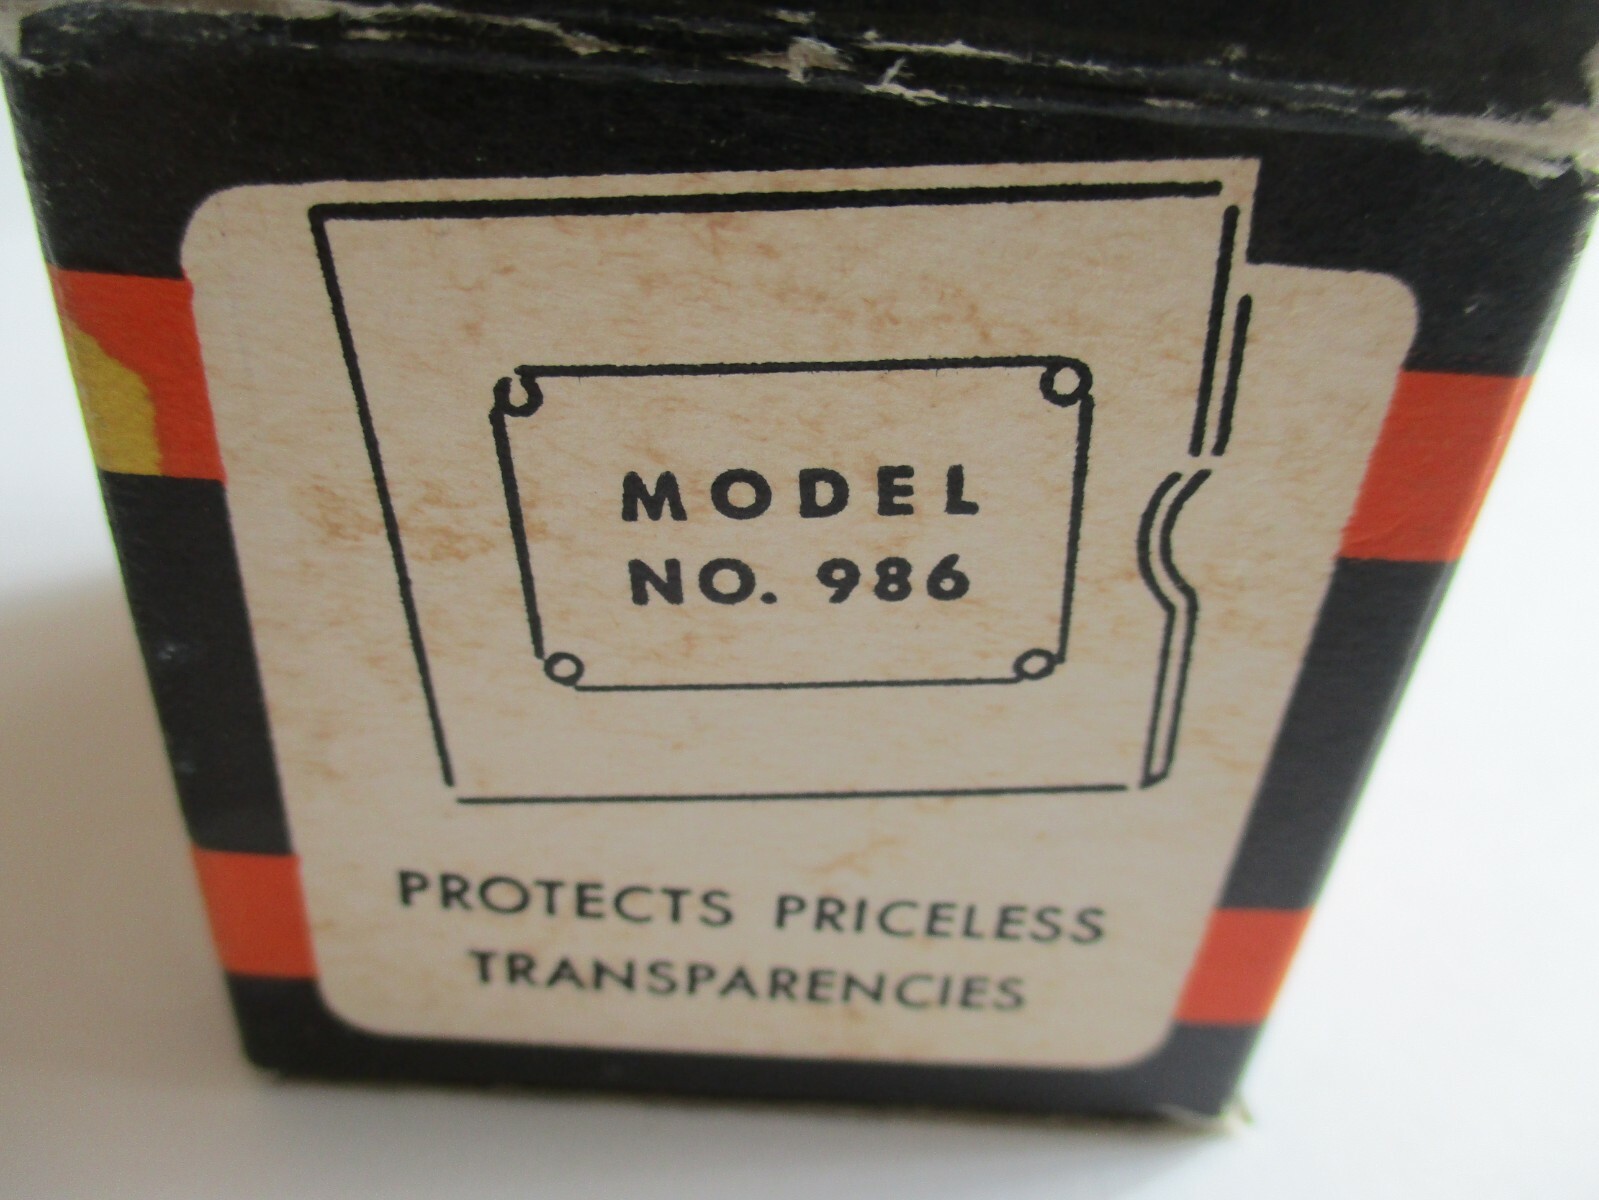 MODEL
NO. 986
PROTECTS PRICELESS
TRANSPARENCIES